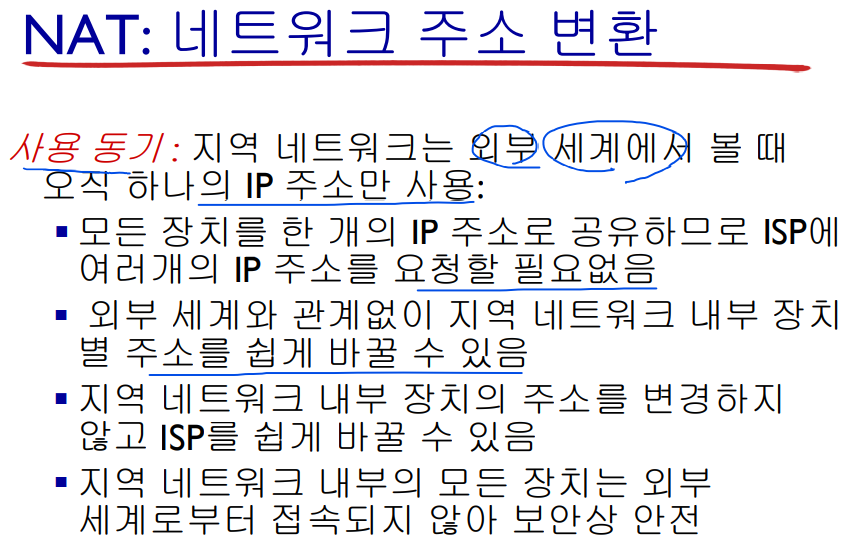 NAT: 네트워크 주소 변환
사용 동기 : 지역 네트워크는 외부 세계에서 볼 때
오직 하나의 IP 주소만 사용:
▪ 모든 장치를 한 개의 IP 주소로 공유하므로 ISP에
여러개의 IP 주소를 요청할 필요없음
▪ 외부 세계와 관계없이 지역 네트워크 내부 장치
별 주소를 쉽게 바꿀 수 있음
▪ 지역 네트워크 내부 장치의 주소를 변경하지
않고 ISP를 쉽게 바꿀 수 있음
▪ 지역 네트워크 내부의 모든 장치는 외부
세계로부터 접속되지 않아 보안상 안전